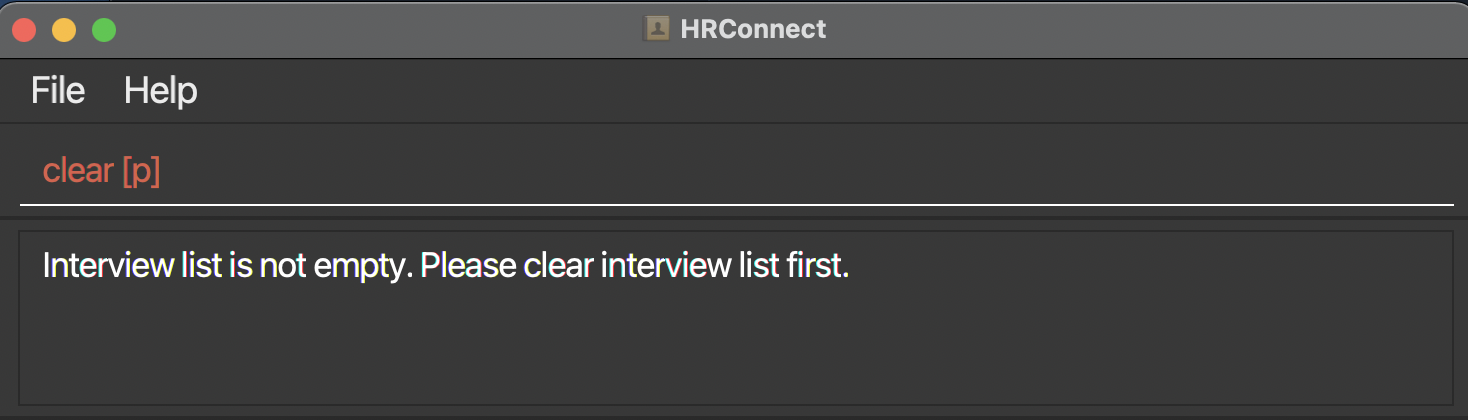 HRConnect
File Help
clear [p]
Interview list is not empty. Please clear interview list first.